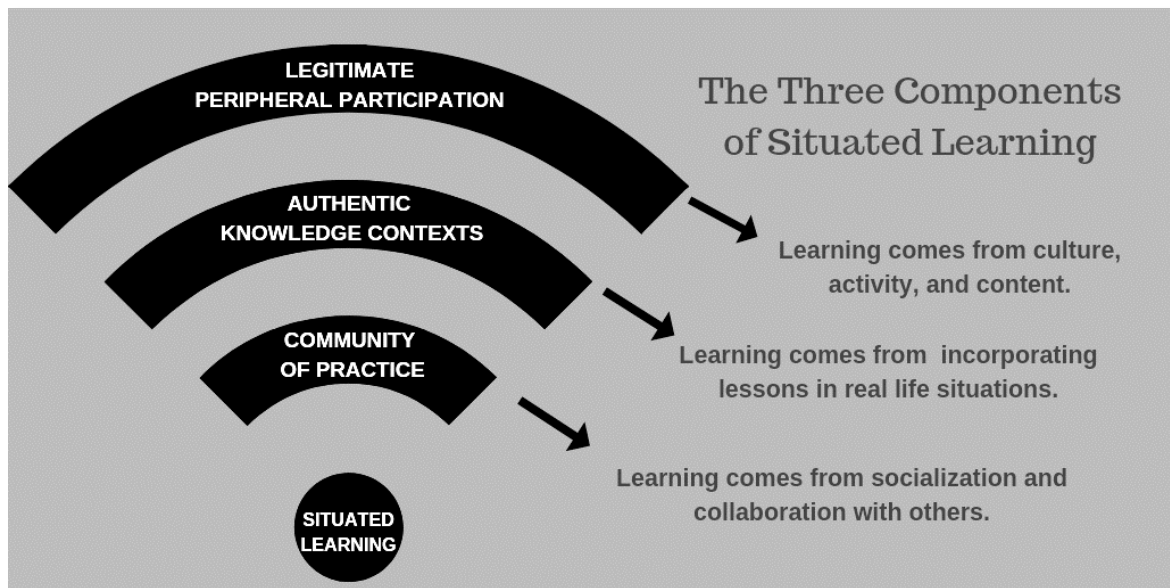 LEGITIMATE
PERIPHERAL PARTICIPATION
The Three Components
of Situated Learning
AUTHENTIC
KNOWLEDGE CONTEXTS
Learning comes from culture,
activity, and content.
COMMUNITY
OF PRACTICE
Learning comes from incorporating
lessons in real life situations.
Learning comes from socialization and
collaboration with others.
SITUATED
LEARNING